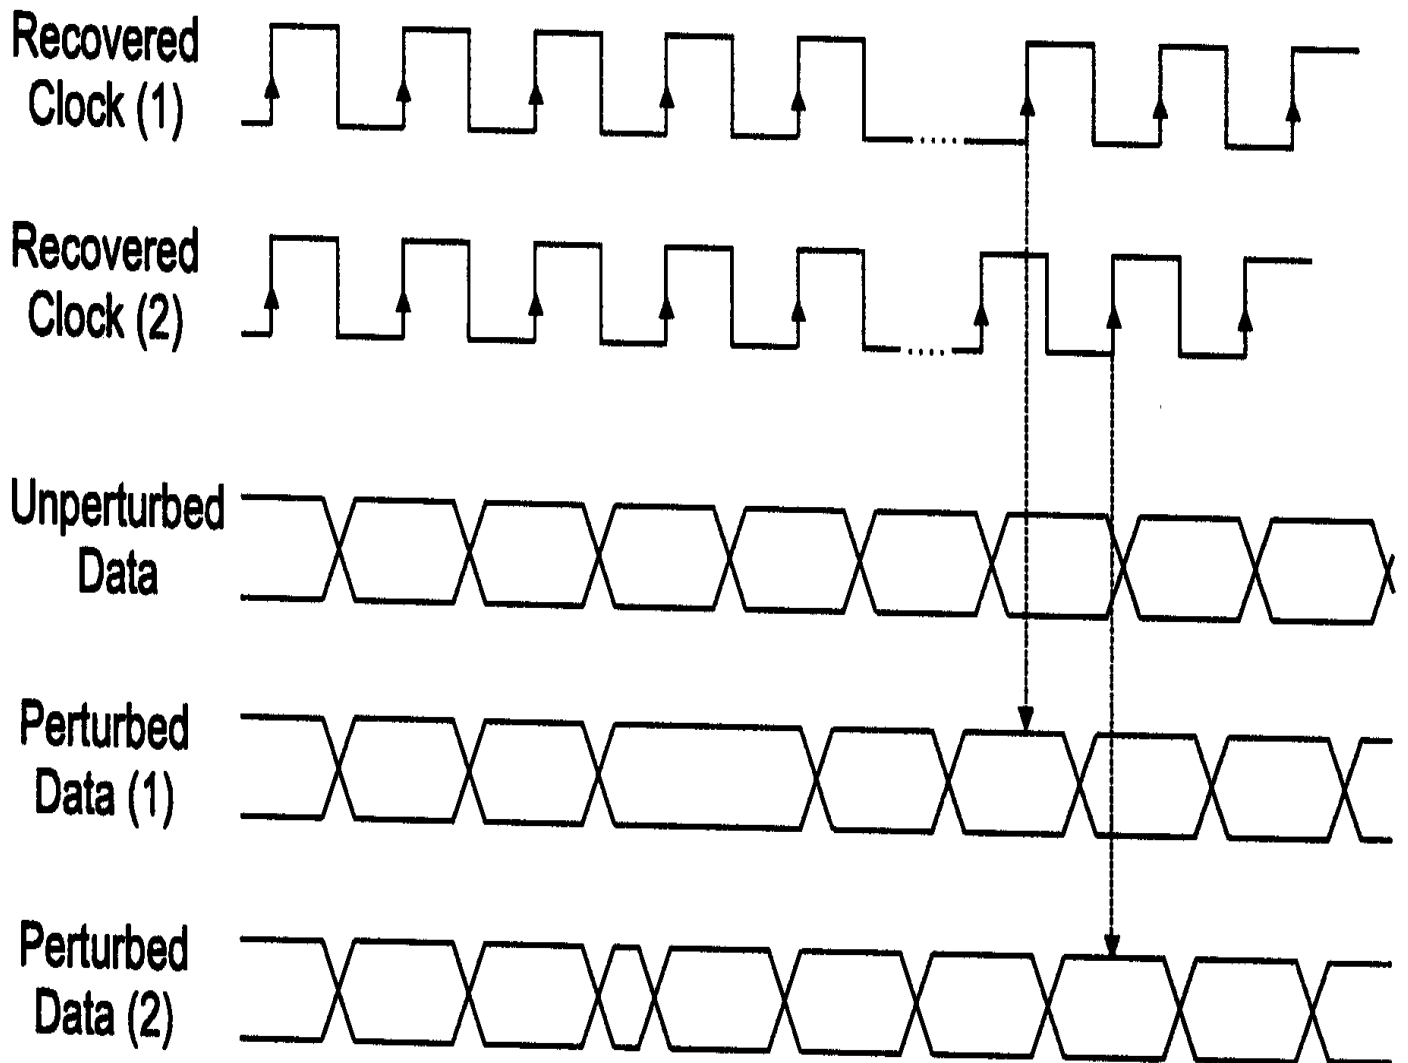 Recovered
Clock (1)
Recovered
Clock (2)
Unperturbed
Data
Perturbed
Data (1)
Perturbed
Data (2)